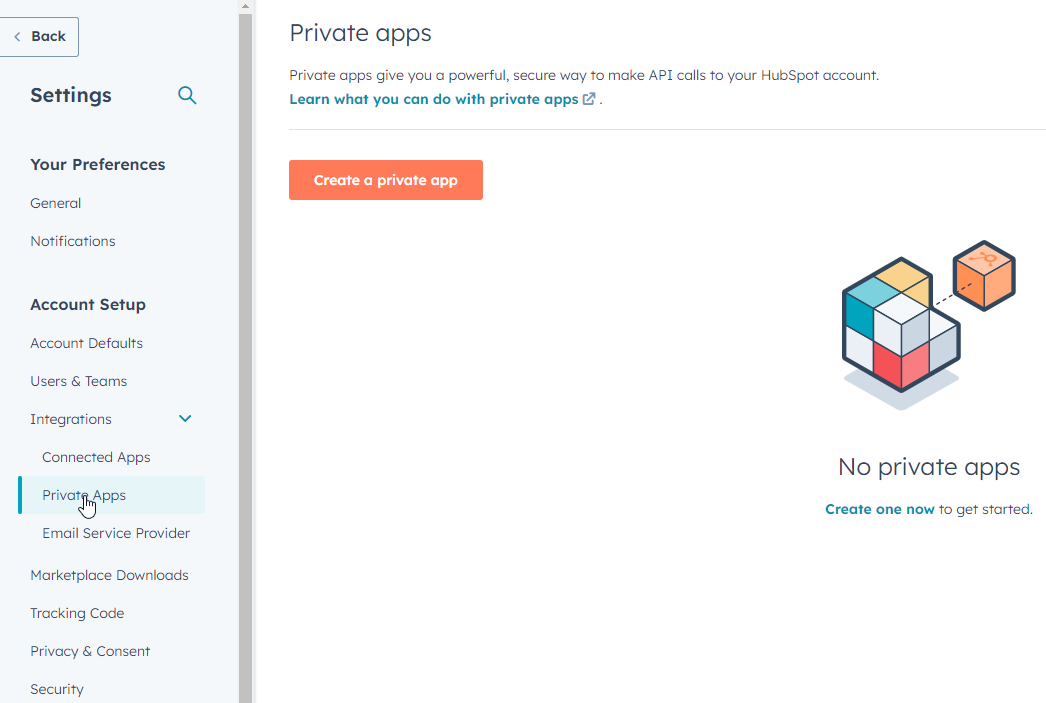 Back
Settings
Your Preferences
General
Notifications
Account Setup
Account Defaults
Users & Teams
Integrations
Connected Apps
Private Apps
Email Service Provider
Marketplace Downloads
Tracking Code
Privacy & Consent
Security
Private apps
Private apps give you a powerful, secure way to make API calls to your HubSpot account.
Learn what you can do with private apps .
Create a private app
No private apps
Create one now to get started.